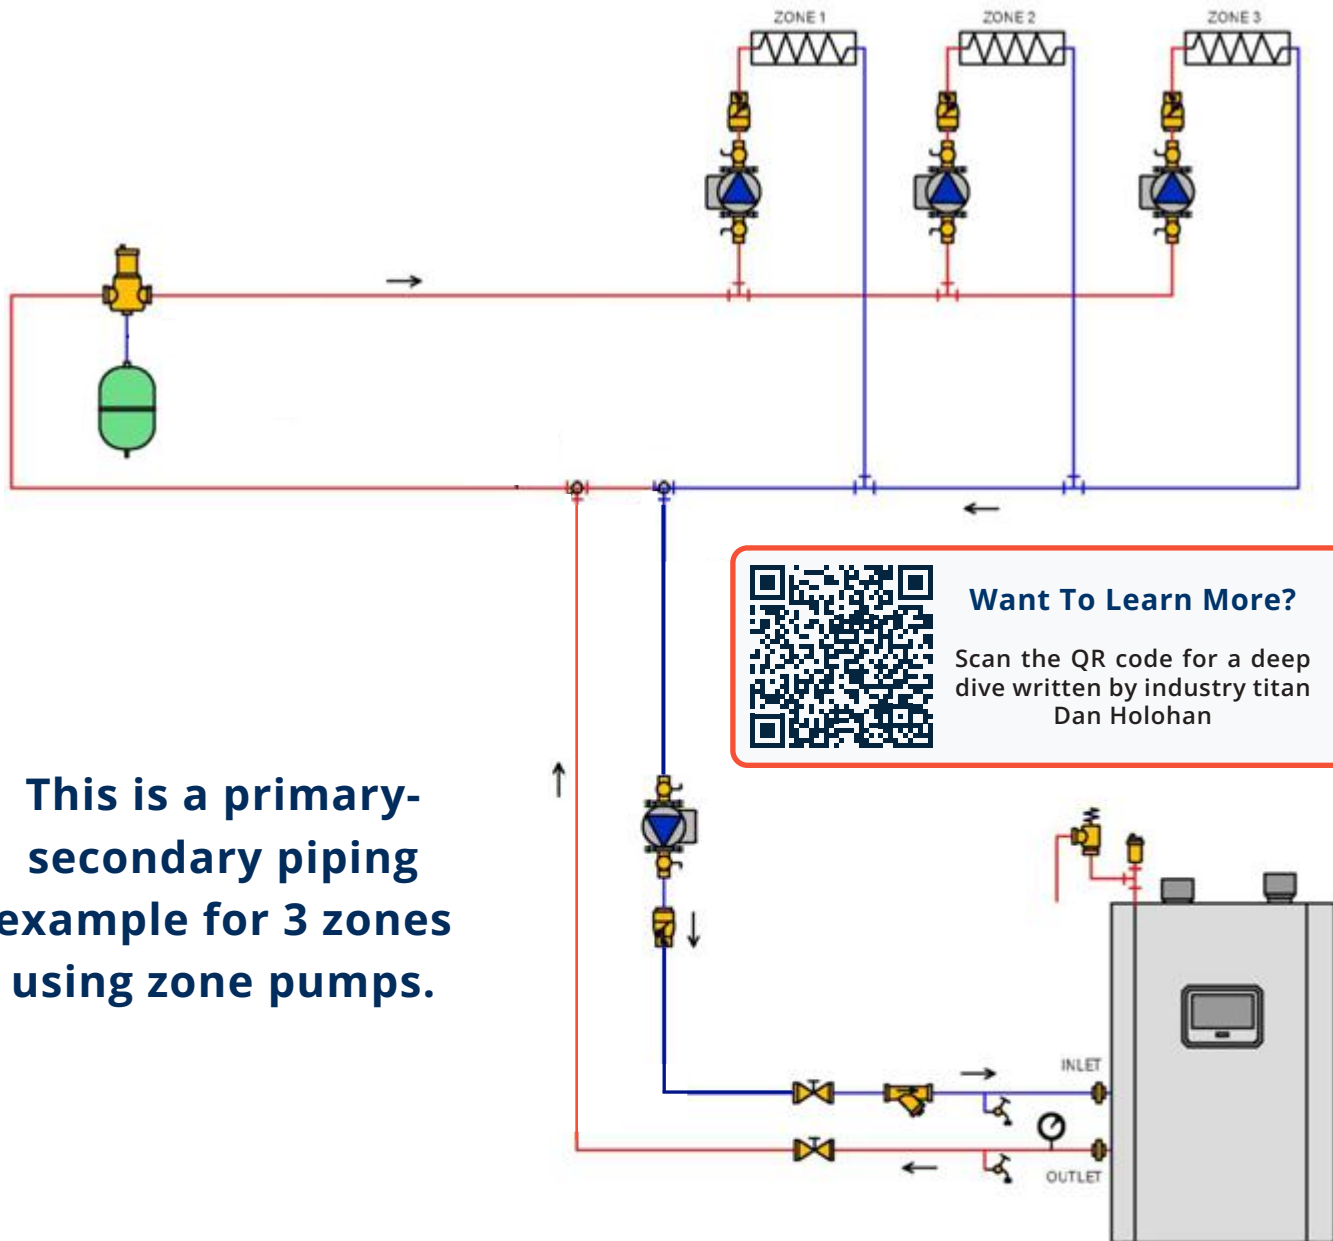 ZONE 1
ZONE 2
ZONE 3
Want To Learn More?
Scan the QR code for a deep
dive written by industry titan
Dan Holohan
This is a primary-
secondary piping
example for 3 zones
using zone pumps.
INLET
OUTLET